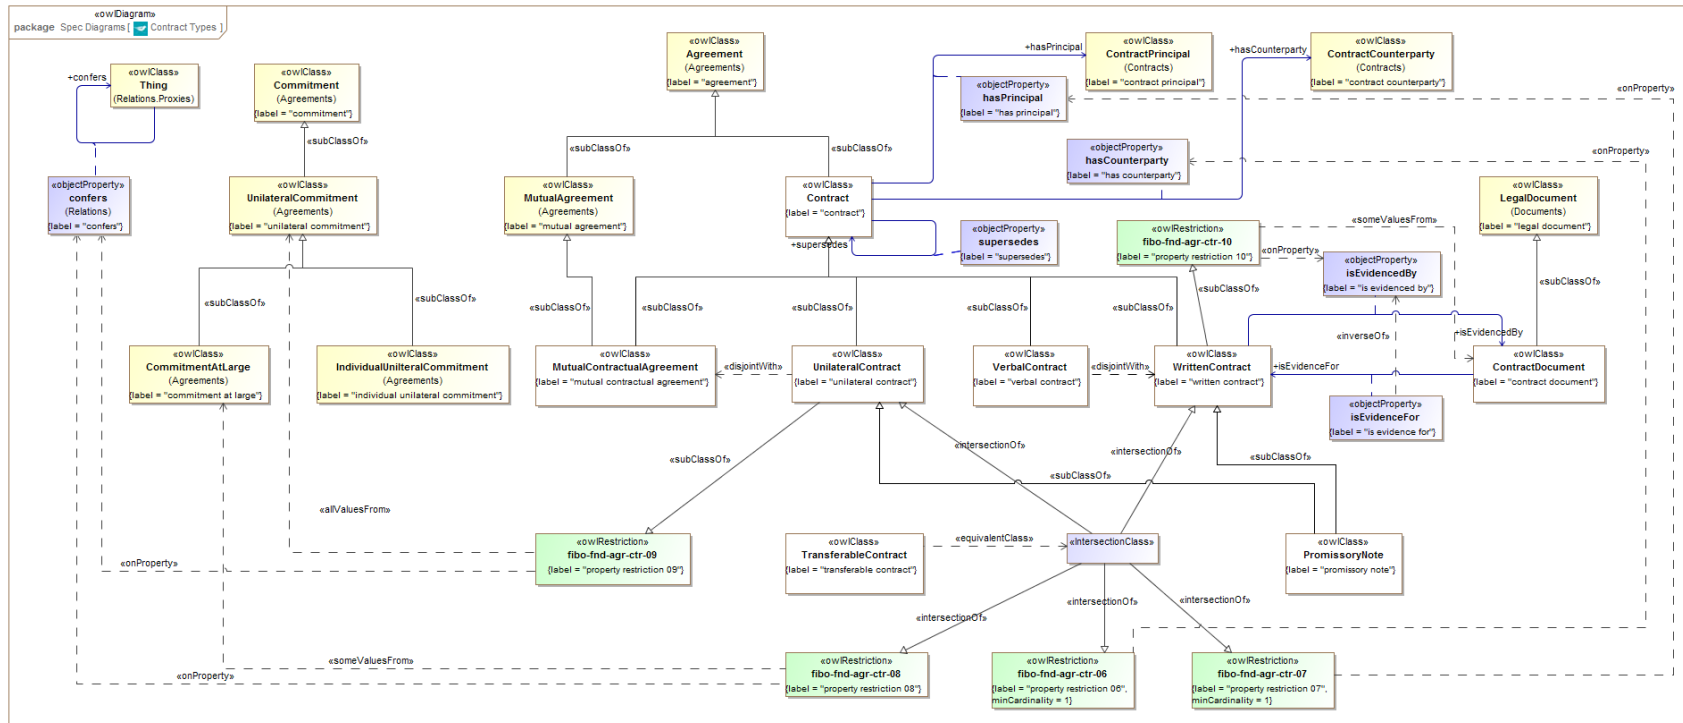 «owlDiagram»
package Spec Diagrams [ Contract Types ]
«owlClass»
Thing
(Relations.Proxies)
+confers
«objectProperty»
confers
(Relations)
{label = "confers"}
«owlClass»
Commitment
(Agreements)
{label = "commitment"}
«subClassOf»
«owlClass»
UnilateralCommitment
(Agreements)
{label = "unilateral commitment"}
«subClassOf»
«subClassOf»
«owlClass»
CommitmentAtLarge
(Agreements)
{label = "commitment at large"}
«owlClass»
IndividualUnilteralCommitment
(Agreements)
{label = "individual unilateral commitment"}
«owlClass»
Agreement
(Agreements)
{label = "agreement"}
«subClassOf»
«subClassOf»
«owlClass»
MutualAgreement
(Agreements)
{label = "mutual agreement"}
«owlClass»
Contract
{label = "contract"}
+supersedes
«objectProperty»
supersedes
{label = "supersedes"}
+hasPrincipal
«owlClass»
ContractPrincipal
(Contracts)
{label = "contract principal"}
«objectProperty»
hasPrincipal
{label = "has principal"}
+hasCounterparty
«owlClass»
ContractCounterparty
(Contracts)
{label = "contract counterparty"}
«onProperty»
«objectProperty»
hasCounterparty
{label = "has counterparty"}
«onProperty»
«owlClass»
LegalDocument
(Documents)
{label = "legal document"}
«owlRestriction»
fibo-fnd-agr-ctr-10
{label = "property restriction 10"}
«someValuesFrom»
«onProperty»
«objectProperty»
isEvidencedBy
{label = "is evidenced by"}
«subClassOf»
«subClassOf»
«subClassOf»
«subClassOf»
«subClassOf»
«subClassOf»
«subClassOf»
«inverseOf»
+isEvidencedBy
+isEvidenceFor
«owlClass»
MutualContractualAgreement
{label = "mutual contractual agreement"}
«disjointWith»
«owlClass»
UnilateralContract
{label = "unilateral contract"}
«owlClass»
VerbalContract
{label = "verbal contract"}
«disjointWith»
«owlClass»
WrittenContract
{label = "written contract"}
«owlClass»
ContractDocument
{label = "contract document"}
«objectProperty»
isEvidenceFor
{label = "is evidence for"}
«subClassOf»
«intersectionOf»
«intersectionOf»
«subClassOf»
«subClassOf»
«allValuesFrom»
«onProperty»
«owlRestriction»
fibo-fnd-agr-ctr-09
{label = "property restriction 09"}
«owlClass»
TransferableContract
{label = "transferable contract"}
«equivalentClass»
«IntersectionClass»
«owlClass»
PromissoryNote
{label = "promissory note"}
«intersectionOf»
«intersectionOf»
«intersectionOf»
«someValuesFrom»
«onProperty»
«owlRestriction»
fibo-fnd-agr-ctr-08
{label = "property restriction 08"}
«owlRestriction»
fibo-fnd-agr-ctr-06
{label = "property restriction 06",
minCardinality = 1}
«owlRestriction»
fibo-fnd-agr-ctr-07
{label = "property restriction 07",
minCardinality = 1}